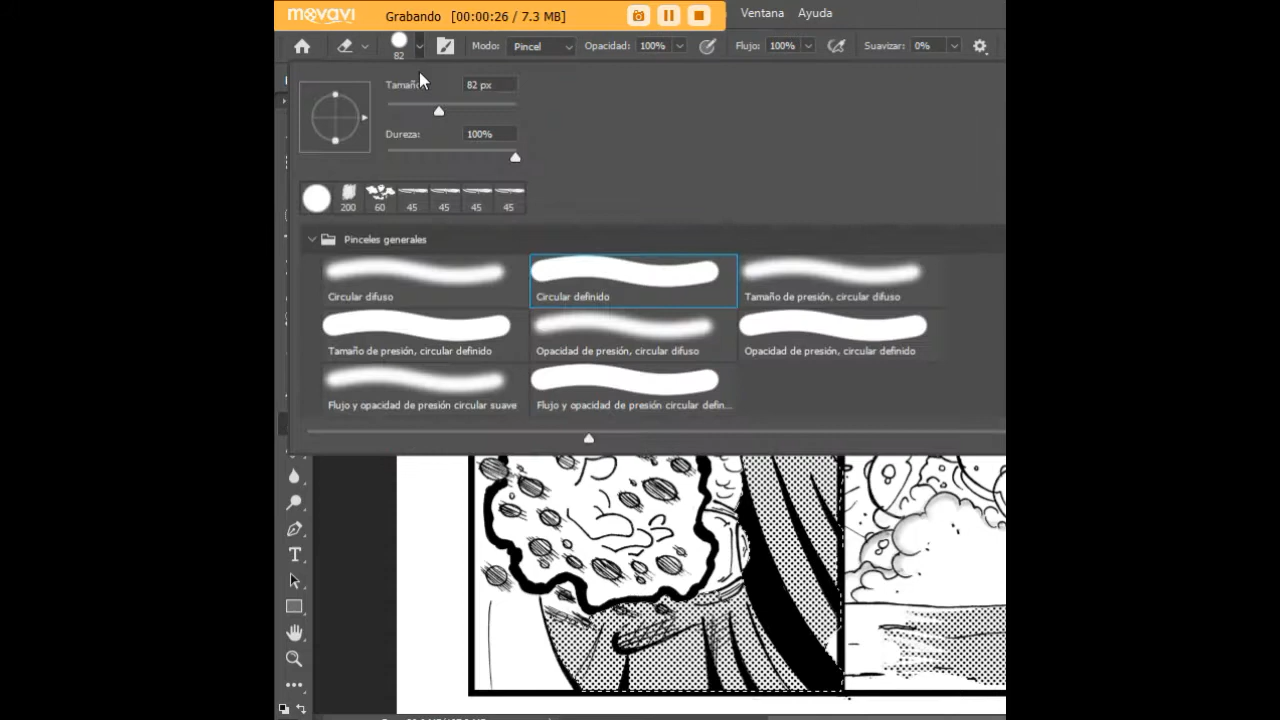 movavi Grabando [00:00:26 / 7.3 MB] Ventana Ayuda
82 Modo: Pincel Opacidad: 100% Flujo: 100% Suavizar: 0%
Tamaño 82 px
Dureza: 100%
200 60 45 45 45 45
Pinceles generales
Circular difuso Circular definido Tamaño de presión, circular difuso
Tamaño de presión, circular definido Opacidad de presión, circular difuso Opacidad de presión, circular definido
Flujo y opacidad de presión circular suave Flujo y opacidad de presión circular defin...